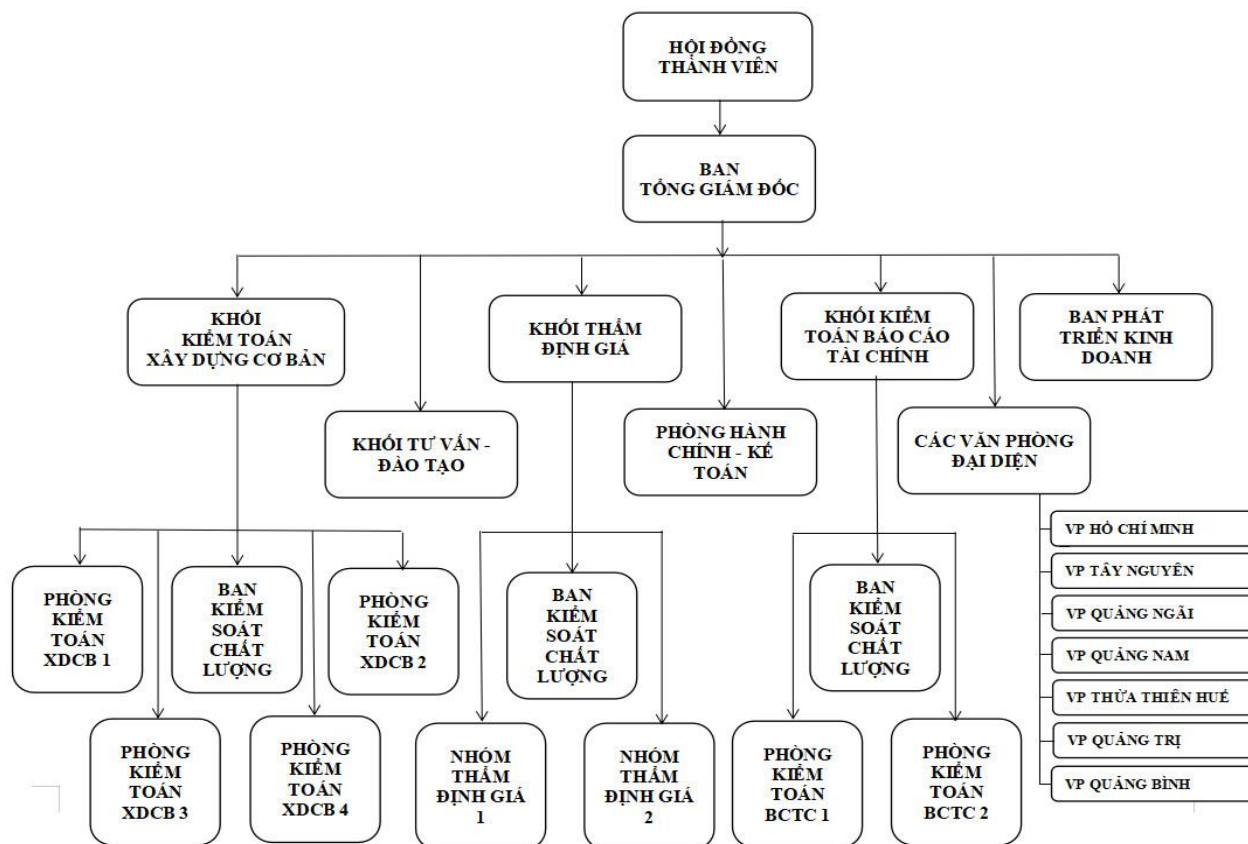 HỘI ĐỒNG
THÀNH VIÊN
BAN
TỔNG GIÁM ĐỐC
KHỐI
KIỂM TOÁN
XÂY DỰNG CƠ BẢN
KHỐI THẨM
ĐỊNH GIÁ
KHỐI KIỂM
TOÁN BÁO CÁO
TÀI CHÍNH
BAN PHÁT
TRIỂN KINH
DOANH
KHỐI TƯ VẤN -
ĐÀO TẠO
PHÒNG HÀNH
CHÍNH - KẾ
TOÁN
CÁC VĂN PHÒNG
ĐẠI DIỆN
VP HỒ CHÍ MINH
VP TÂY NGUYÊN
VP QUẢNG NGÃI
VP QUẢNG NAM
VP THỪA THIÊN HUẾ
VP QUẢNG TRỊ
VP QUẢNG BÌNH
PHÒNG
KIỂM
TOÁN
XDCB 1
BAN
KIỂM
SOÁT
CHẤT
LƯỢNG
PHÒNG
KIỂM
TOÁN
XDCB 2
BAN
KIỂM
SOÁT
CHẤT
LƯỢNG
BAN
KIỂM
SOÁT
CHẤT
LƯỢNG
PHÒNG
KIỂM
TOÁN
XDCB 3
PHÒNG
KIỂM
TOÁN
XDCB 4
NHÓM
THẨM
ĐỊNH GIÁ
1
NHÓM
THẨM
ĐỊNH GIÁ
2
PHÒNG
KIỂM
TOÁN
BCTC 1
PHÒNG
KIỂM
TOÁN
BCTC 2